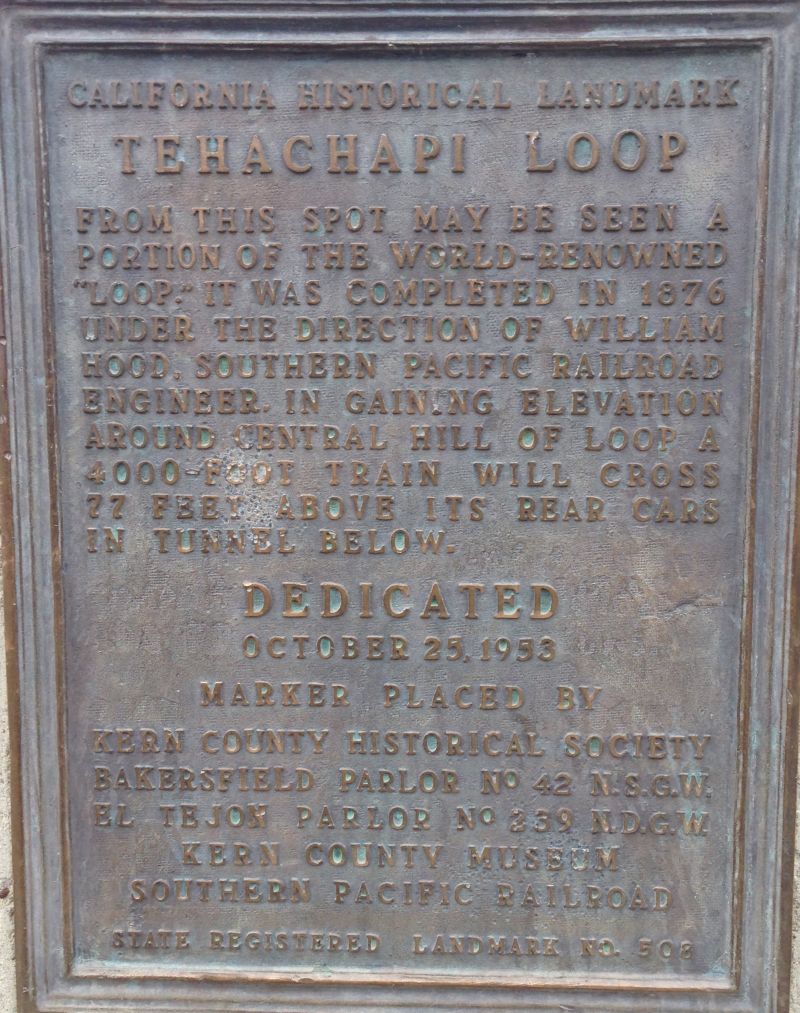 CALIFORNIA HISTORICAL LANDMARK
TEHACHAPI LOOP
FROM THIS SPOT MAY BE SEEN A
PORTION OF THE WORLD-RENOWNED
"LOOP." IT WAS COMPLETED IN 1876
UNDER THE DIRECTION OF WILLIAM
HOOD, SOUTHERN PACIFIC RAILROAD
ENGINEER. IN GAINING ELEVATION
AROUND CENTRAL HILL OF LOOP A
4000-FOOT TRAIN WILL CROSS
77 FEET ABOVE ITS REAR CARS
IN TUNNEL BELOW.
DEDICATED
OCTOBER 25, 1953
MARKER PLACED BY
KERN COUNTY HISTORICAL SOCIETY
BAKERSFIELD PARLOR No 42 N.S.G.W.
EL TEJON PARLOR No 239 N.D.G.W.
KERN COUNTY MUSEUM
SOUTHERN PACIFIC RAILROAD
STATE REGISTERED LANDMARK NO. 508